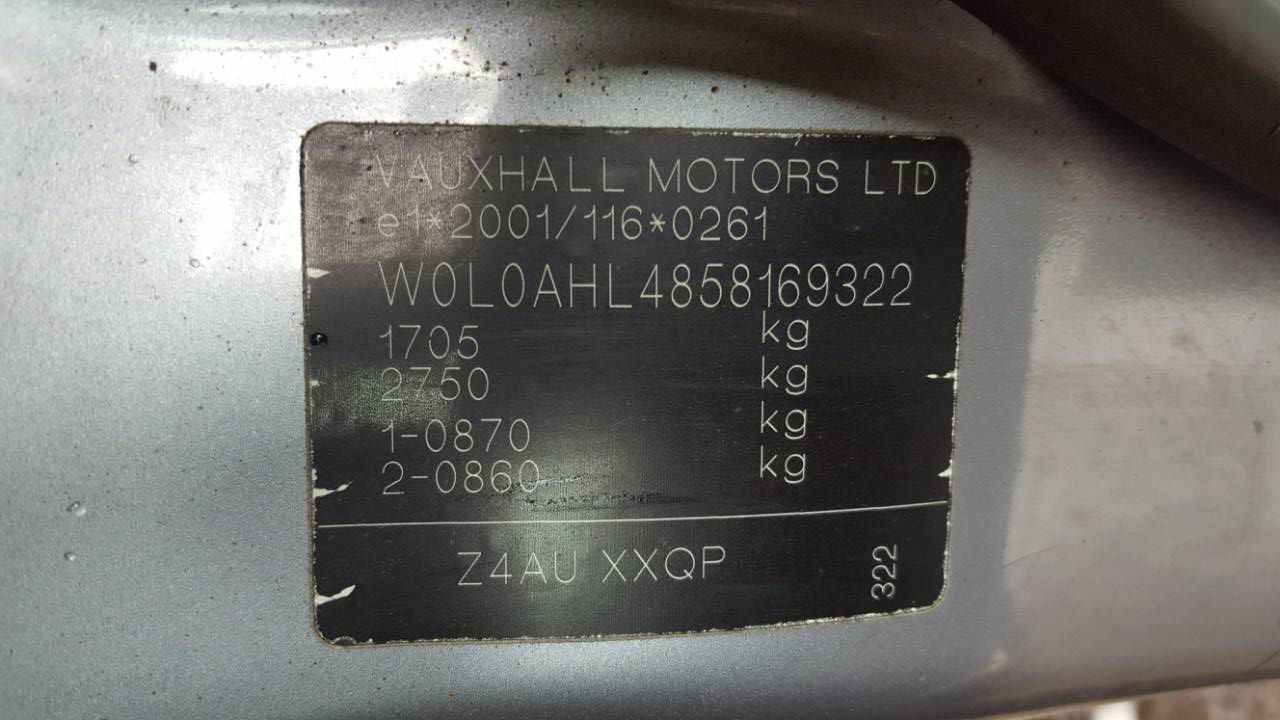 VAUXHALL MOTORS LTD
e1*2001/116*0261
W0L0AHL4858169322
1705 kg
2750 kg
1-0870 kg
2-0860 kg
Z4AU XXQP
322